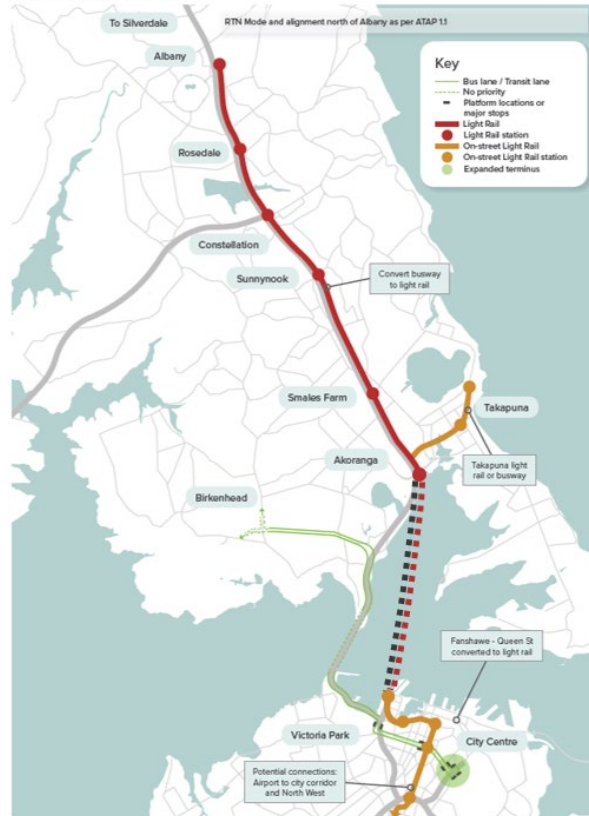 To Silverdale
RTN Mode and alignment north of Albany as per ATAP 1.1
Albany
Key
Bus lane / Transit lane
No priority
Platform locations or
major stops
Light Rail
Light Rail station
On-street Light Rail
On-street Light Rail station
Expanded terminus
Rosedale
Constellation
Sunnynook
Convert busway
to light rail
Smales Farm
Takapuna
Akoranga
Takapuna light
rail or busway
Birkenhead
Fanshawe - Queen St
converted to light rail
Victoria Park
City Centre
Potential connections:
Airport to city corridor
and North West